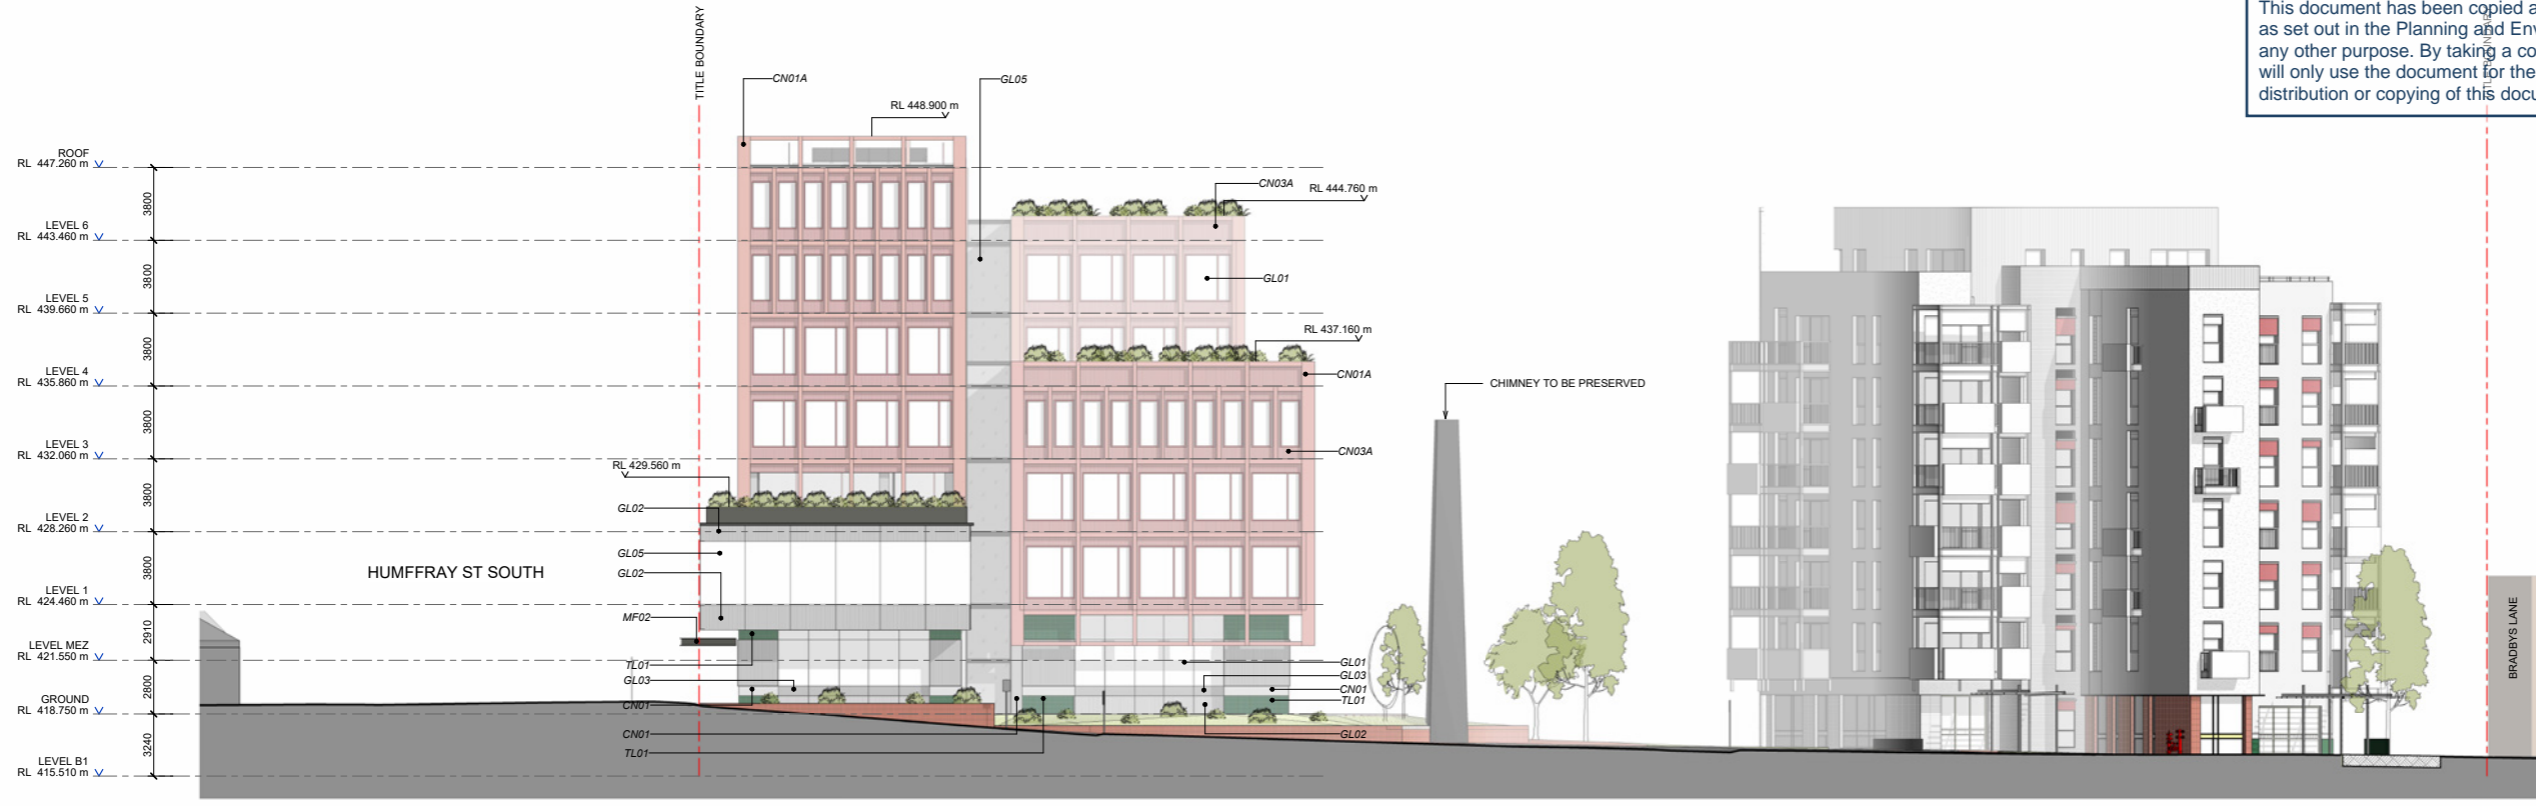 This document has been copied a
as set out in the Planning and Env
any other purpose. By taking a co
will only use the document for the
distribution or copying of this docu
TITLE BOUNDARY
TITLE BOUNDARY
CN01A
GL05
RL 448.900 m
ROOF
RL 447.260 m
3800
CN03A
RL 444.760 m
LEVEL 6
RL 443.460 m
3800
GL01
LEVEL 5
RL 439.660 m
3800
RL 437.160 m
LEVEL 4
RL 435.860 m
CN01A
CHIMNEY TO BE PRESERVED
3800
LEVEL 3
RL 432.060 m
CN03A
RL 429.560 m
3800
GL02
LEVEL 2
RL 428.260 m
GL05
3800
HUMFFRAY ST SOUTH
GL02
LEVEL 1
RL 424.460 m
MF02
2910
LEVEL MEZ
RL 421.550 m
TL01
GL01
2800
GL03
GL03
CN01
GROUND
RL 418.750 m
CN01
TL01
3240
CN01
GL02
TL01
LEVEL B1
RL 415.510 m
BRADBYS LANE